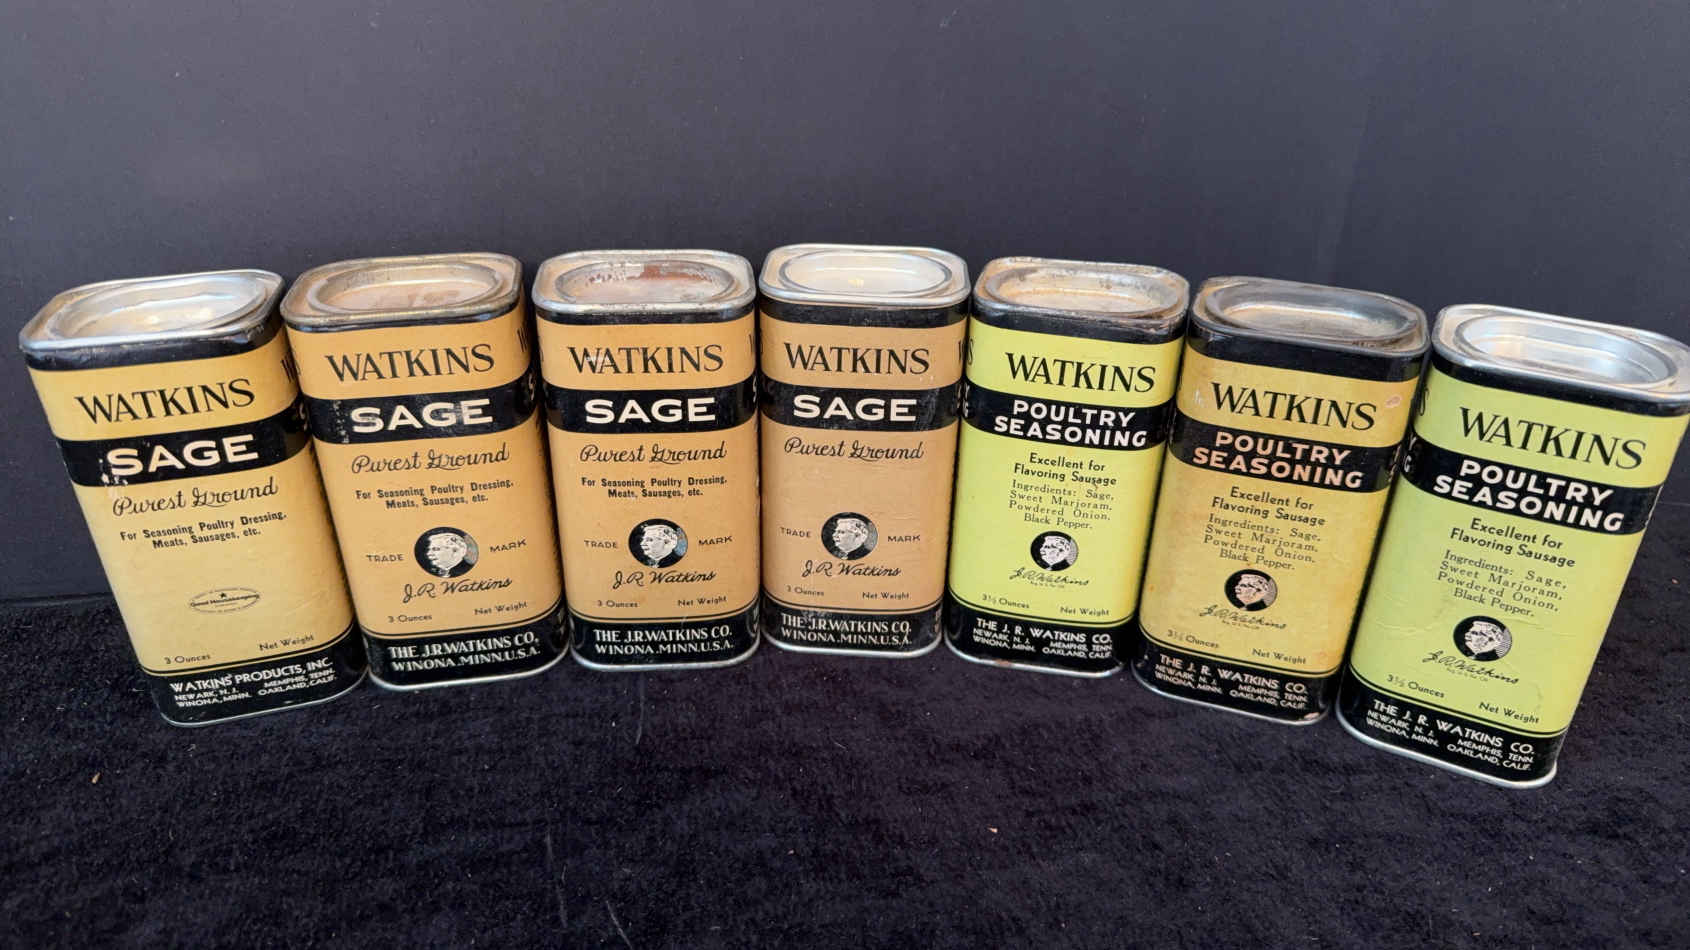 WATKINS
SAGE
Purest Ground
For Seasoning Poultry Dressing,
Meats, Sausages, etc.
Good Housekeeping
3 Ounces Net Weight
WATKINS PRODUCTS, INC.
NEWARK, N. J. MEMPHIS, TENN.
WINONA, MINN. OAKLAND, CALIF.
WATKINS
SAGE
Purest Ground
For Seasoning Poultry Dressing,
Meats, Sausages, etc.
TRADE MARK
J.R. Watkins
3 Ounces Net Weight
THE J.R.WATKINS CO.
WINONA.MINN.U.S.A.
WATKINS
SAGE
Purest Ground
For Seasoning Poultry Dressing,
Meats, Sausages, etc.
TRADE MARK
J.R. Watkins
3 Ounces Net Weight
THE J.R.WATKINS CO.
WINONA.MINN.U.S.A.
WATKINS
SAGE
Purest Ground
TRADE MARK
J.R. Watkins
3 Ounces Net Weight
THE J.R.WATKINS CO.
WINONA.MINN.U.S.A.
WATKINS
POULTRY
SEASONING
Excellent for
Flavoring Sausage
Ingredients: Sage,
Sweet Marjoram,
Powdered Onion,
Black Pepper.
J.R. Watkins
3½ Ounces Net Weight
THE J. R. WATKINS CO.
NEWARK, N. J. MEMPHIS, TENN.
WINONA, MINN. OAKLAND, CALIF.
WATKINS
POULTRY
SEASONING
Excellent for
Flavoring Sausage
Ingredients: Sage,
Sweet Marjoram,
Powdered Onion,
Black Pepper.
J.R. Watkins
3½ Ounces Net Weight
THE J. R. WATKINS CO.
NEWARK, N. J. MEMPHIS, TENN.
WINONA, MINN. OAKLAND, CALIF.
WATKINS
POULTRY
SEASONING
Excellent for
Flavoring Sausage
Ingredients: Sage,
Sweet Marjoram,
Powdered Onion,
Black Pepper.
J.R. Watkins
3½ Ounces Net Weight
THE J. R. WATKINS CO.
NEWARK, N. J. MEMPHIS, TENN.
WINONA, MINN. OAKLAND, CALIF.